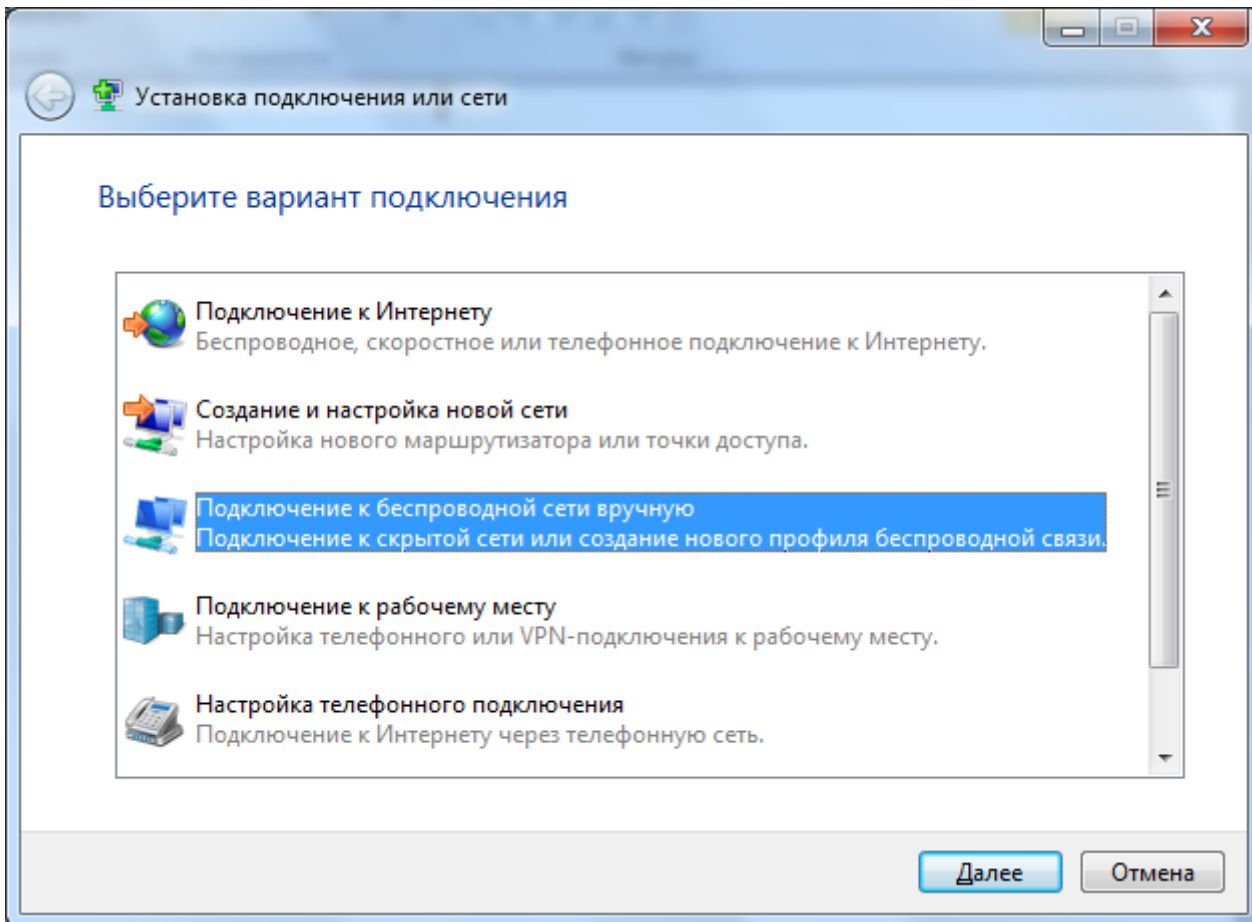 Установка подключения или сети
Выберите вариант подключения
Подключение к Интернету
Беспроводное, скоростное или телефонное подключение к Интернету.
Создание и настройка новой сети
Настройка нового маршрутизатора или точки доступа.
Подключение к беспроводной сети вручную
Подключение к скрытой сети или создание нового профиля беспроводной связи.
Подключение к рабочему месту
Настройка телефонного или VPN-подключения к рабочему месту.
Настройка телефонного подключения
Подключение к Интернету через телефонную сеть.
Далее
Отмена